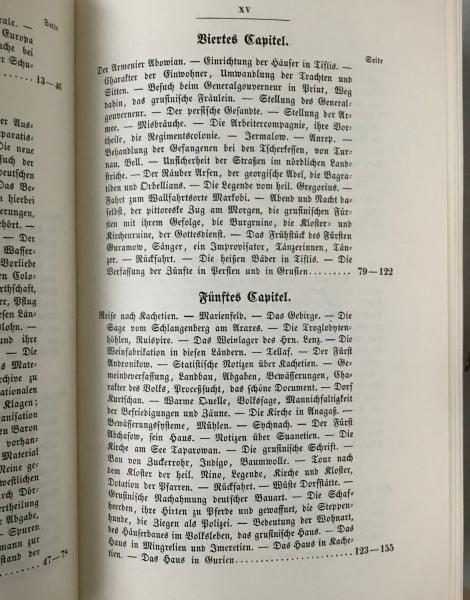 XV
Viertes Capitel.
Seite
Der Armenier Abowian. — Einrichtung der Häuser in Tiflis. —
Charakter der Einwohner, Umwandlung der Trachten und
Sitten. — Besuch beim Generalgouverneur in Priut, Weg
dahin, das grusinische Fräulein. — Stellung des General-
gouverneur. — Der persische Gesandte. — Stellung der Ar-
mee. — Misbräuche. — Die Arbeitercompagnie, ihre Vor-
theile, die Regimentscolonie. — Jermalow. — Anrep. —
Behandlung der Gefangenen bei den Tscherkessen, von Tur-
nau, Bell. — Unsicherheit der Straßen im nördlichen Land-
striche. — Der Räuber Arsen, der georgische Adel, die Bagra-
tiden und Orbellians. — Die Legende vom heil. Gregorius. —
Fahrt zum Wallfahrtsorte Martkobi. — Abend und Nacht da-
selbst, der pittoreske Zug am Morgen, die grusinischen Für-
sten mit ihrem Gefolge, die Burgruine, die Kloster- und
Kirchenruine, der Gottesdienst. — Das Frühstück des Fürsten
Guramow, Sänger, ein Improvisator, Tängerinnen, Tän-
zer. — Rückfahrt. — Die heißen Bäder in Tiflis. — Die
Verfassung der Zünfte in Persien und in Grusien......... 79—122
Fünftes Capitel.
Reise nach Kachetien. — Marienfeld. — Das Gebirge. — Die
Sage vom Schlangenberg am Araxes. — Die Troglodyten-
höhlen, Ruispire. — Das Weinlager des Hrn. Lenz. — Die
Weinfabrikation in diesen Ländern. — Tellaf. — Der Fürst
Andronikow. — Statistische Notizen über Kachetien. — Ge-
meindeverfassung, Landbau, Abgaben, Bewässerungen, Cha-
rakter des Volks, Proceßsucht, das schöne Document. — Dorf
Kurtschan. — Warme Quelle, Volkssage, Mannichfaltigkeit
der Befriedigungen und Zäune. — Die Kirche in Anagaß. —
Bewässerungssysteme, Mühlen. — Sychnach. — Der Fürst
Abchasow, sein Haus. — Notizen über Suanetien. — Die
Kirche am See Taparowan. — Die grusinische Schrift. —
Bau von Zuckerrohr, Indigo, Baumwolle. — Tour nach
dem Kloster der heil. Nino, Legende, Kirche und Kloster,
Dotation der Pfarren. — Rückfahrt. — Wüste Dorfstätte. —
Grusinische Nachahmung deutscher Bauart. — Die Schaf-
heerden, ihre Hirten zu Pferde und gewaffnet, die Steppen-
hunde, die Ziegen als Polizei. — Bedeutung der Wohnart,
des Häuserbaues im Volksleben, das grusinische Haus. — Das
Haus in Mingrelien und Imeretien. — Das Haus in Kache-
tien. — Das Haus in Gurien.................... 123—155